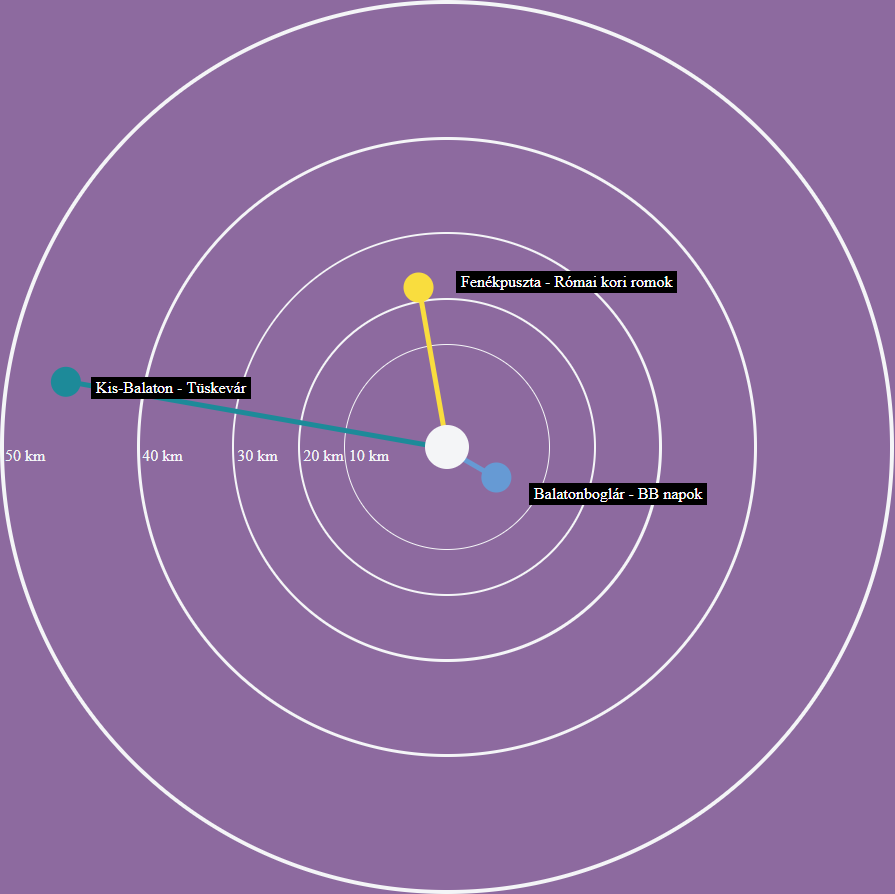 Fenékpuszta - Római kori romok
Kis-Balaton - Tüskevár
50 km
40 km
30 km
20 km
10 km
Balatonboglár - BB napok